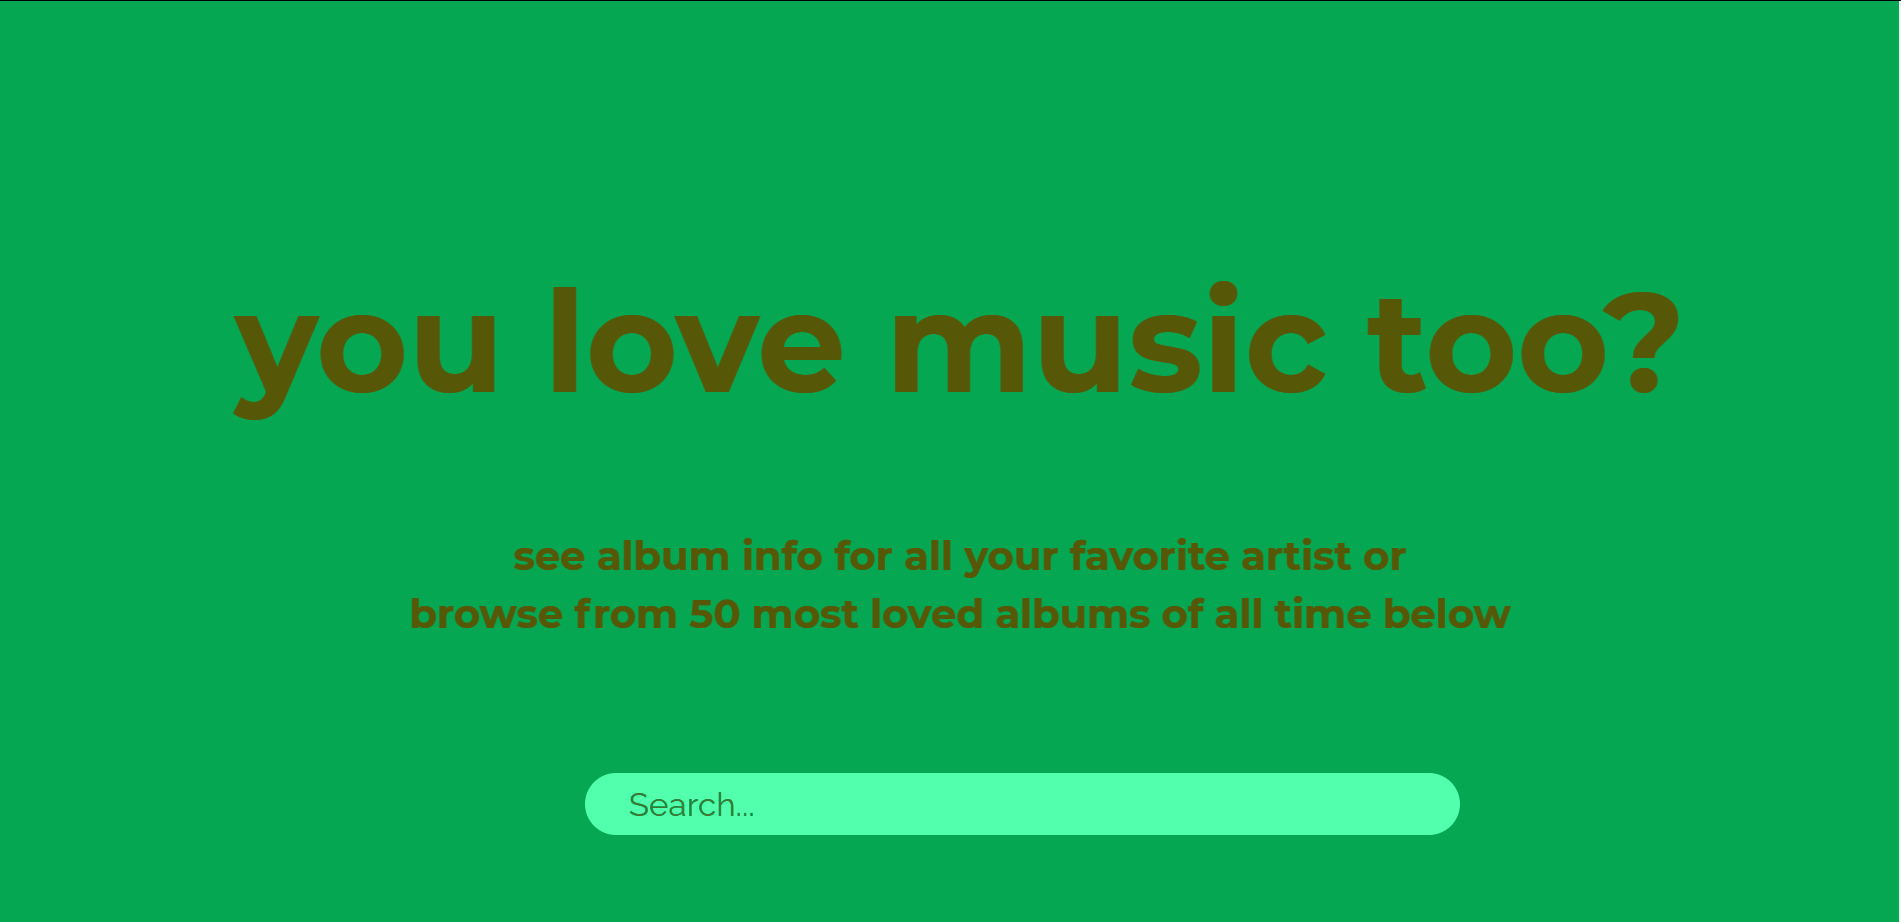 you love music too?
see album info for all your favorite artist or
browse from 50 most loved albums of all time below
Search...